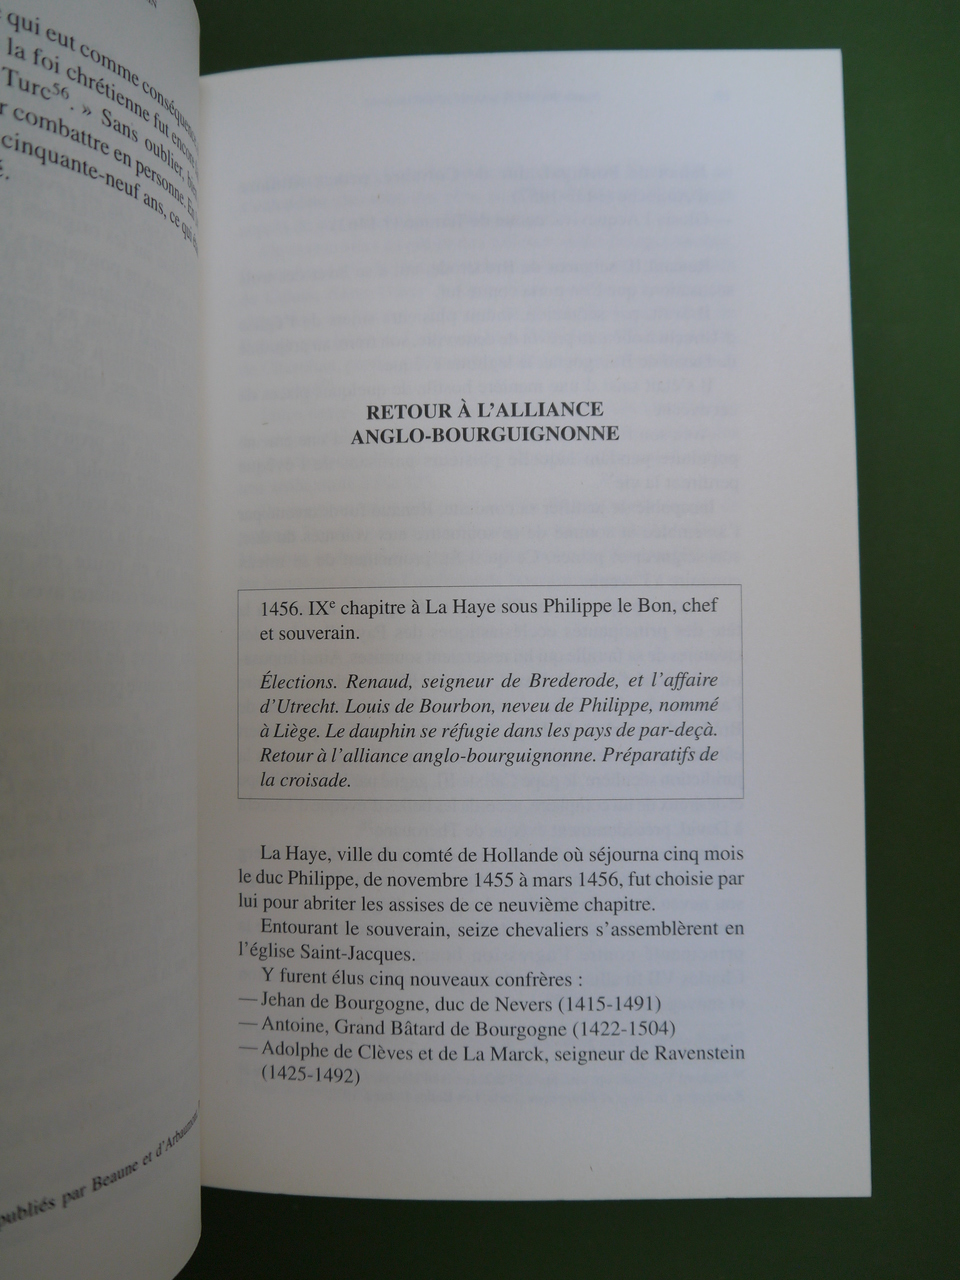 qui eut comme conséquence
la foi chrétienne fut encore
Turc⁵⁶. » Sans oublier,
combattre en personne. En
cinquante-neuf ans, ce qui
publiés par Beaune et d'Arbaumont
RETOUR À L'ALLIANCE
ANGLO-BOURGUIGNONNE
1456. IXᵉ chapitre à La Haye sous Philippe le Bon, chef
et souverain.
Élections. Renaud, seigneur de Brederode, et l'affaire
d'Utrecht. Louis de Bourbon, neveu de Philippe, nommé
à Liège. Le dauphin se réfugie dans les pays de par-deçà.
Retour à l'alliance anglo-bourguignonne. Préparatifs de
la croisade.
La Haye, ville du comté de Hollande où séjourna cinq mois
le duc Philippe, de novembre 1455 à mars 1456, fut choisie par
lui pour abriter les assises de ce neuvième chapitre.
Entourant le souverain, seize chevaliers s'assemblèrent en
l'église Saint-Jacques.
Y furent élus cinq nouveaux confrères :
— Jehan de Bourgogne, duc de Nevers (1415-1491)
— Antoine, Grand Bâtard de Bourgogne (1422-1504)
— Adolphe de Clèves et de La Marck, seigneur de Ravenstein
(1425-1492)